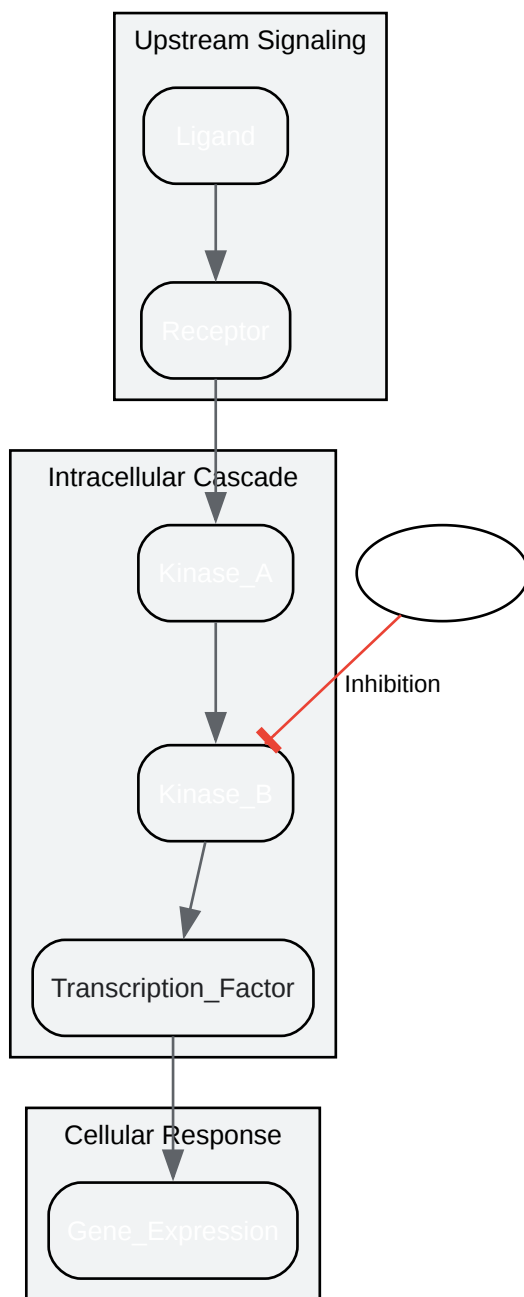 Upstream Signaling
Ligand
Receptor
Intracellular Cascade
Kinase_A
Inhibition
Kinase_B
Transcription_Factor
Cellular Response
Gene_Expression